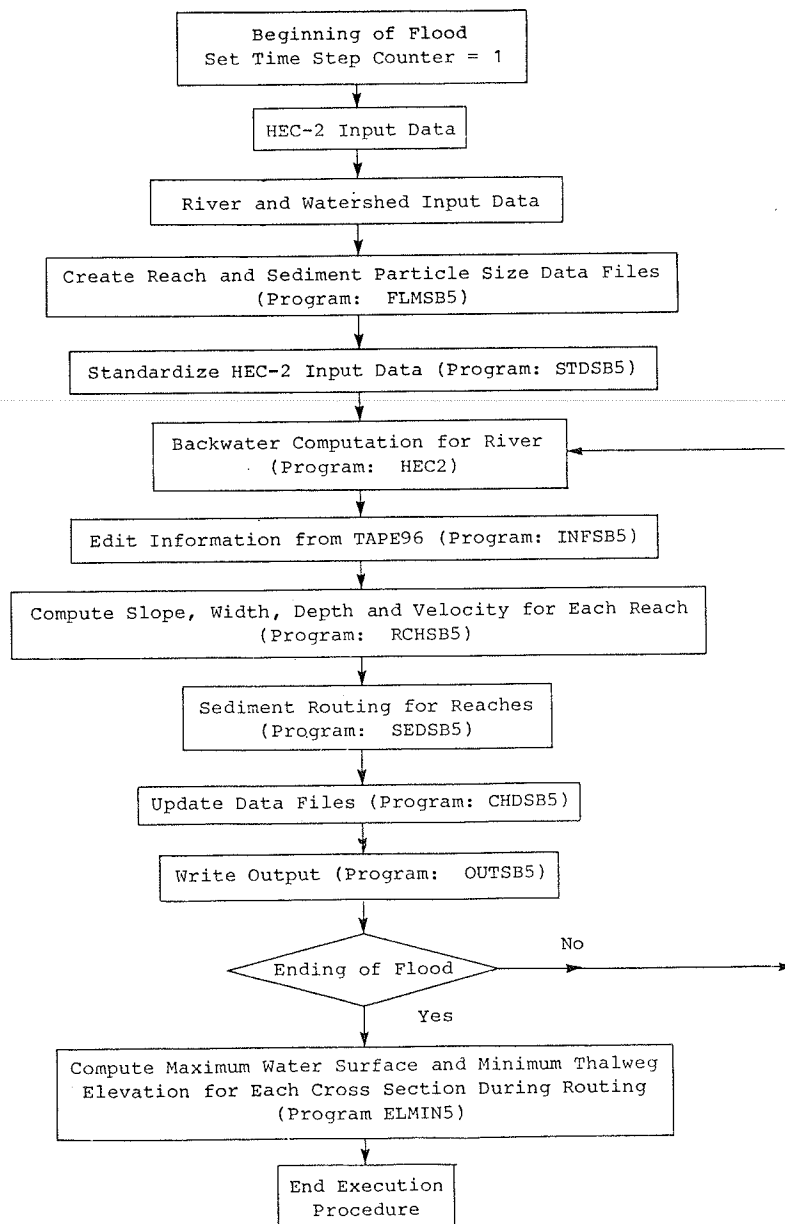 Beginning of Flood
Set Time Step Counter = 1
HEC-2 Input Data
River and Watershed Input Data
Create Reach and Sediment Particle Size Data Files
(Program: FLMSB5)
Standardize HEC-2 Input Data (Program: STDSB5)
Backwater Computation for River
(Program: HEC2)
Edit Information from TAPE96 (Program: INFSB5)
Compute Slope, Width, Depth and Velocity for Each Reach
(Program: RCHSB5)
Sediment Routing for Reaches
(Program: SEDSB5)
Update Data Files (Program: CHDSB5)
Write Output (Program: OUTSB5)
Ending of Flood
No
Yes
Compute Maximum Water Surface and Minimum Thalweg
Elevation for Each Cross Section During Routing
(Program ELMIN5)
End Execution
Procedure